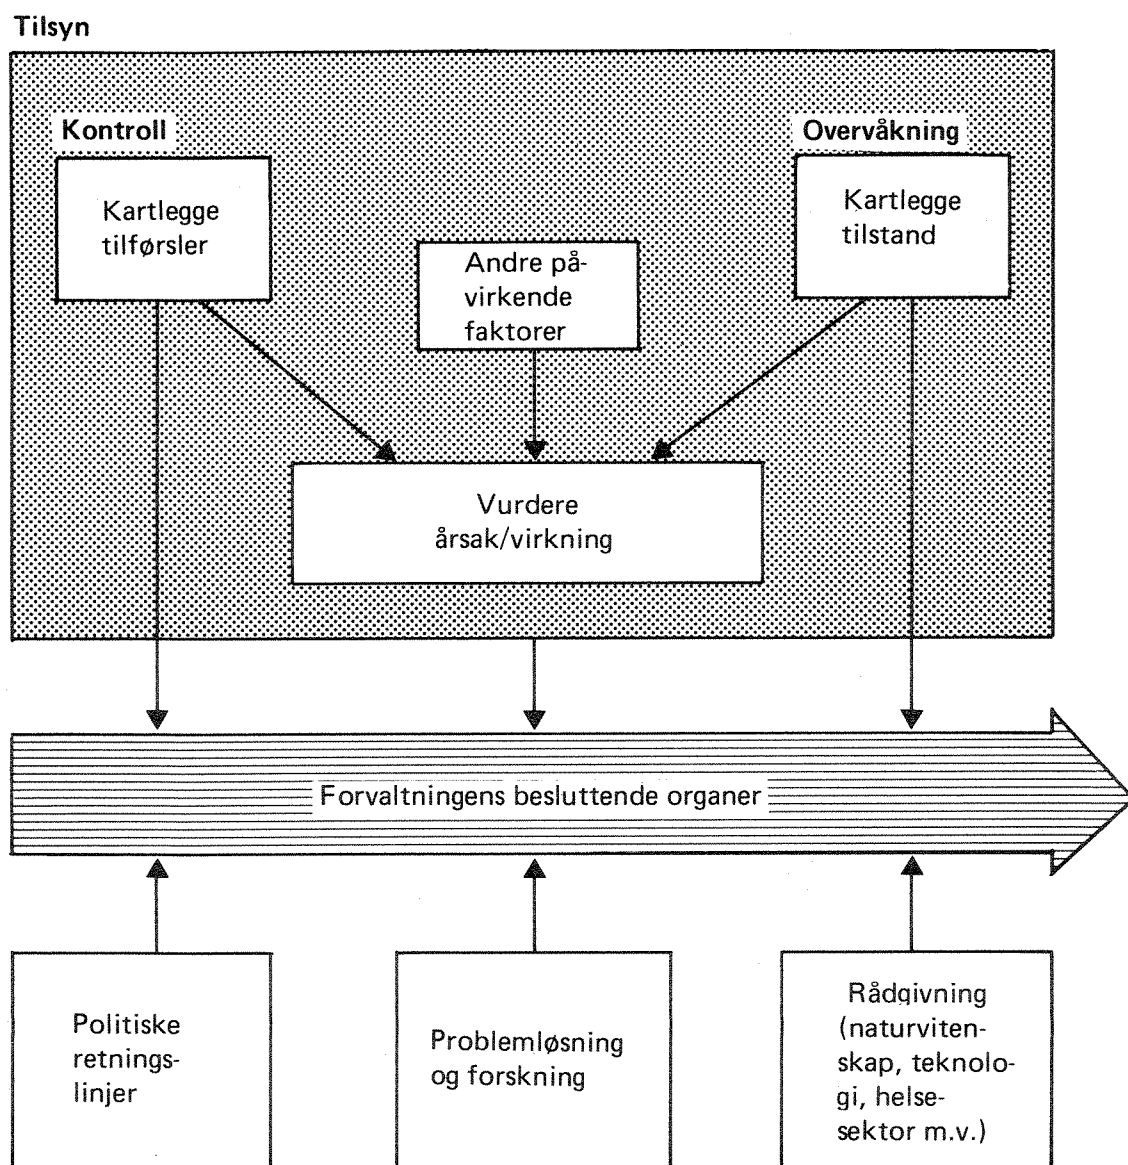 Tilsyn
Kontroll
Overvåkning
Kartlegge
tilførsler
Kartlegge
tilstand
Andre på-
virkende
faktorer
Vurdere
årsak/virkning
Forvaltningens besluttende organer
Politiske
retnings-
linjer
Problemløsning
og forskning
Rådgivning
(naturviten-
skap, teknolo-
gi, helse-
sektor m.v.)